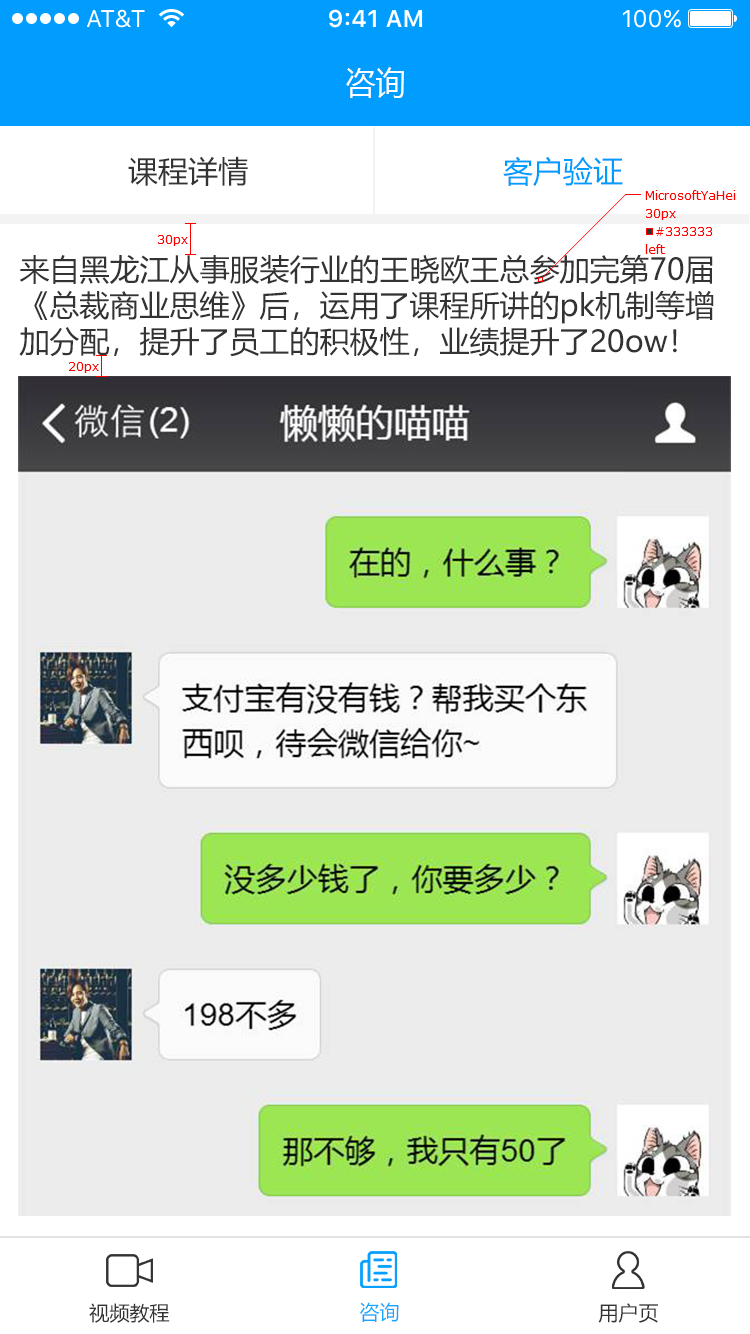 AT&T 9:41 AM 100%
咨询
课程详情 客户验证
MicrosoftYaHei
30px
#333333
left
30px
来自黑龙江从事服装行业的王晓欧王总参加完第70届
《总裁商业思维》后，运用了课程所讲的pk机制等增
加分配，提升了员工的积极性，业绩提升了20ow！
20px
微信(2) 懒懒的喵喵
在的，什么事？
支付宝有没有钱？帮我买个东
西呗，待会微信给你~
没多少钱了，你要多少？
198不多
那不够，我只有50了
视频教程 咨询 用户页